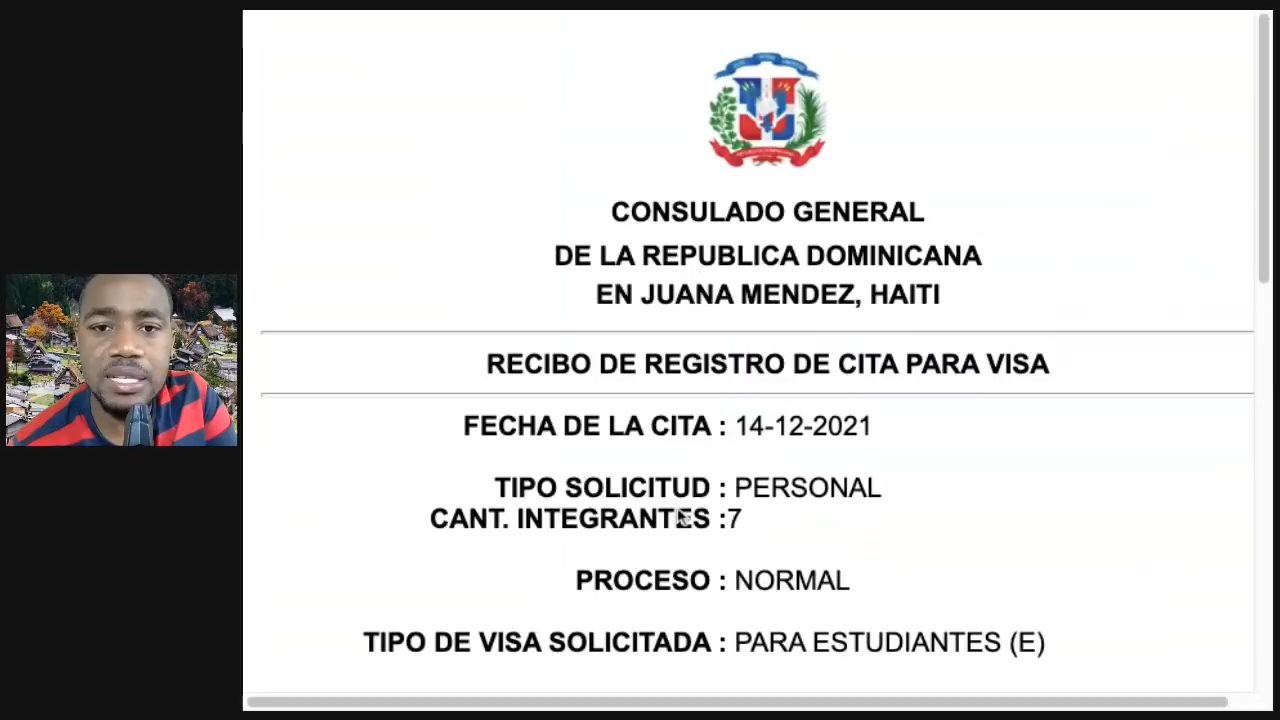 CONSULADO GENERAL
DE LA REPUBLICA DOMINICANA
EN JUANA MENDEZ, HAITI
RECIBO DE REGISTRO DE CITA PARA VISA
FECHA DE LA CITA : 14-12-2021
TIPO SOLICITUD : PERSONAL
CANT. INTEGRANTES :7
PROCESO : NORMAL
TIPO DE VISA SOLICITADA : PARA ESTUDIANTES (E)